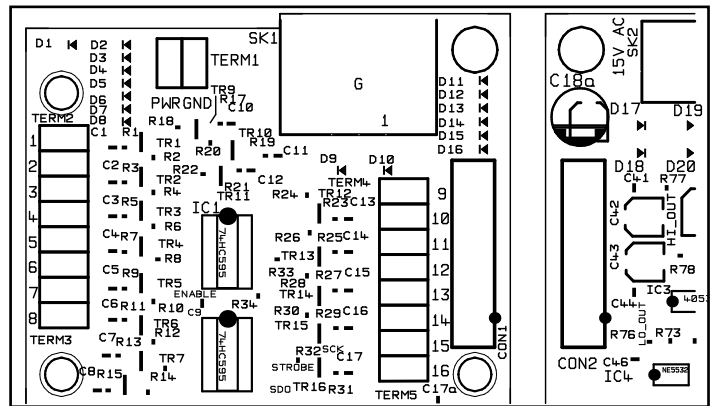 D1 D2 SK1 15V AC SK2
D3
D4 TERM1
D5 G D11 C18a
D6 PWR GND TR9 R17 D12
D7 D13 D17 D19
TERM2 D8 R18 C10 1 D14
C1 R1 TR10 D15
1 TR1 R20 R19 C11 D16
R2 D9 D10 D18 D20
2 C2 R3 TR2 R22 C12 TERM4 C41 R77
R4 R21 TR11 R24 TR12 9
3 C3 R5 IC1 R23 C13 C42 HI_OUT
4 TR3 10
R6 R26
5 C4 R7 TR4 74HC595 R25 C14 11 C43
R8 TR13
6 C5 R9 R33 R27 C15 12 R78
TR5 R28
7 ENABLE TR14 13 C44 IC3
C6 R11 R10 C9 R34 R30 R29 C16 4053
8 TR6 TR15 14 LO_OUT
R12 R76 R73
TERM3 C7 R13 74HC595 R32 SCK 15 CON1
TR7 STROBE C17 CON2 C46
C8 R15 R14 16 IC4 NE5532
SDO TR16 R31 TERM5 C17a